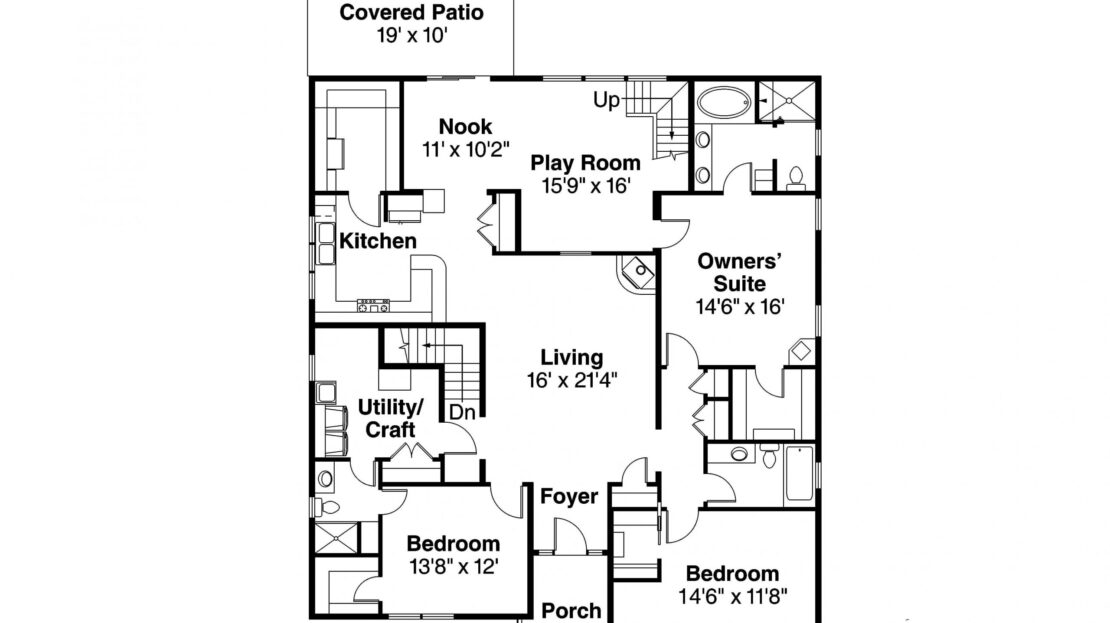 Covered Patio
19' x 10'
Up
Nook
11' x 10'2"
Play Room
15'9" x 16'
Kitchen
Owners'
Suite
14'6" x 16'
Living
16' x 21'4"
Utility/
Craft
Dn
Foyer
Bedroom
13'8" x 12'
Bedroom
14'6" x 11'8"
Porch